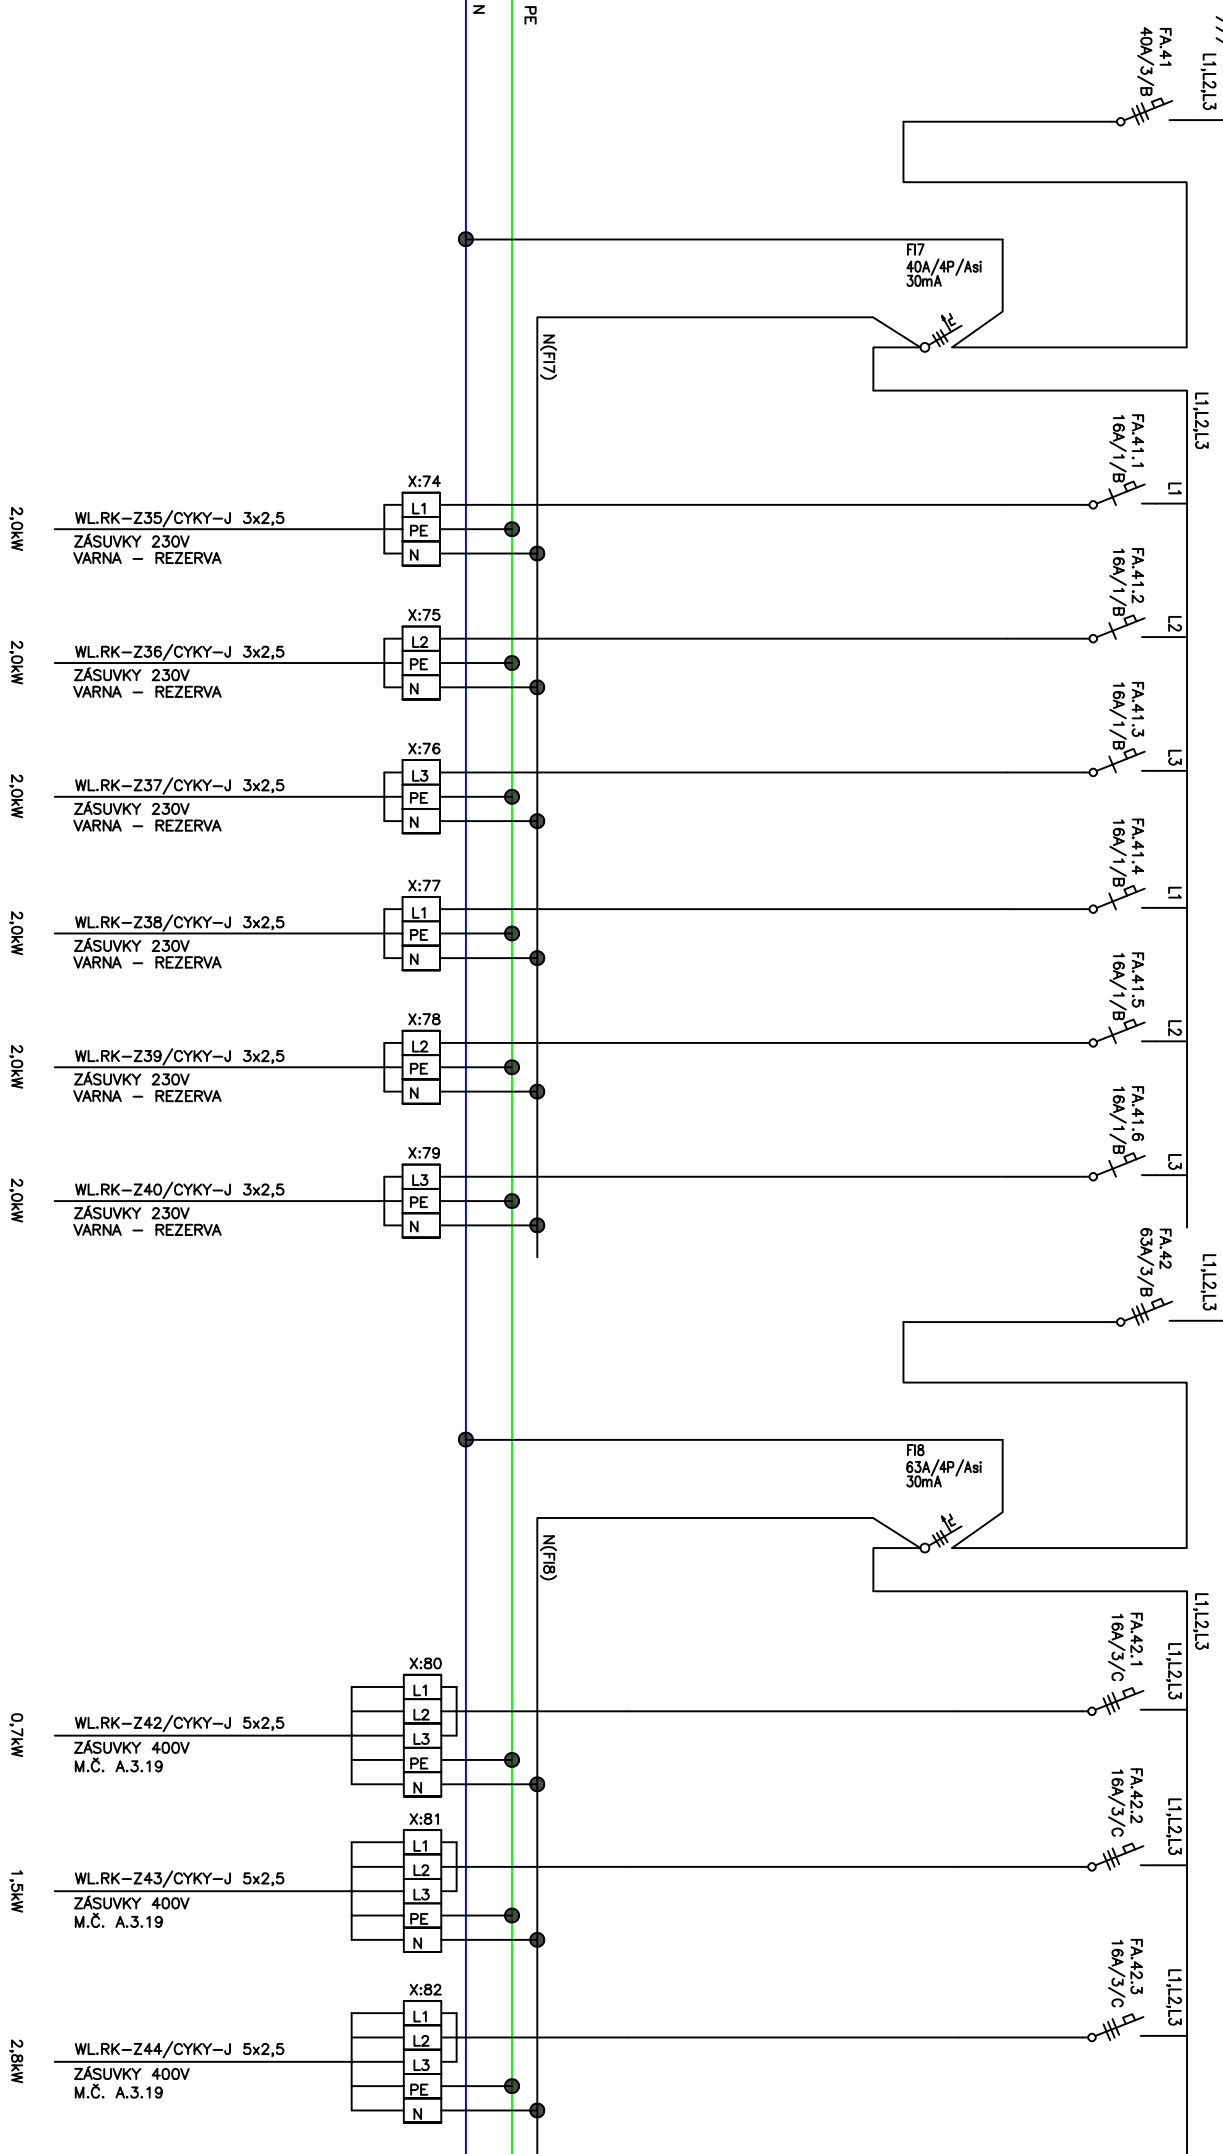 N
PE
L1,L2,L3
FA.41
40A/3/B
FI7
40A/4P/Asi
30mA
N(FI7)
L1,L2,L3
L1
FA.41.1
16A/1/B
X:74
L1
PE
N
WL.RK-Z35/CYKY-J 3x2,5
ZÁSUVKY 230V
VARNA - REZERVA
2,0kW
L2
FA.41.2
16A/1/B
X:75
L2
PE
N
WL.RK-Z36/CYKY-J 3x2,5
ZÁSUVKY 230V
VARNA - REZERVA
2,0kW
L3
FA.41.3
16A/1/B
X:76
L3
PE
N
WL.RK-Z37/CYKY-J 3x2,5
ZÁSUVKY 230V
VARNA - REZERVA
2,0kW
L1
FA.41.4
16A/1/B
X:77
L1
PE
N
WL.RK-Z38/CYKY-J 3x2,5
ZÁSUVKY 230V
VARNA - REZERVA
2,0kW
L2
FA.41.5
16A/1/B
X:78
L2
PE
N
WL.RK-Z39/CYKY-J 3x2,5
ZÁSUVKY 230V
VARNA - REZERVA
2,0kW
L3
FA.41.6
16A/1/B
X:79
L3
PE
N
WL.RK-Z40/CYKY-J 3x2,5
ZÁSUVKY 230V
VARNA - REZERVA
2,0kW
L1,L2,L3
FA.42
63A/3/B
FI8
63A/4P/Asi
30mA
N(FI8)
L1,L2,L3
L1,L2,L3
FA.42.1
16A/3/C
X:80
L1
L2
L3
PE
N
WL.RK-Z42/CYKY-J 5x2,5
ZÁSUVKY 400V
M.Č. A.3.19
0,7kW
L1,L2,L3
FA.42.2
16A/3/C
X:81
L1
L2
L3
PE
N
WL.RK-Z43/CYKY-J 5x2,5
ZÁSUVKY 400V
M.Č. A.3.19
1,5kW
L1,L2,L3
FA.42.3
16A/3/C
X:82
L1
L2
L3
PE
N
WL.RK-Z44/CYKY-J 5x2,5
ZÁSUVKY 400V
M.Č. A.3.19
2,8kW